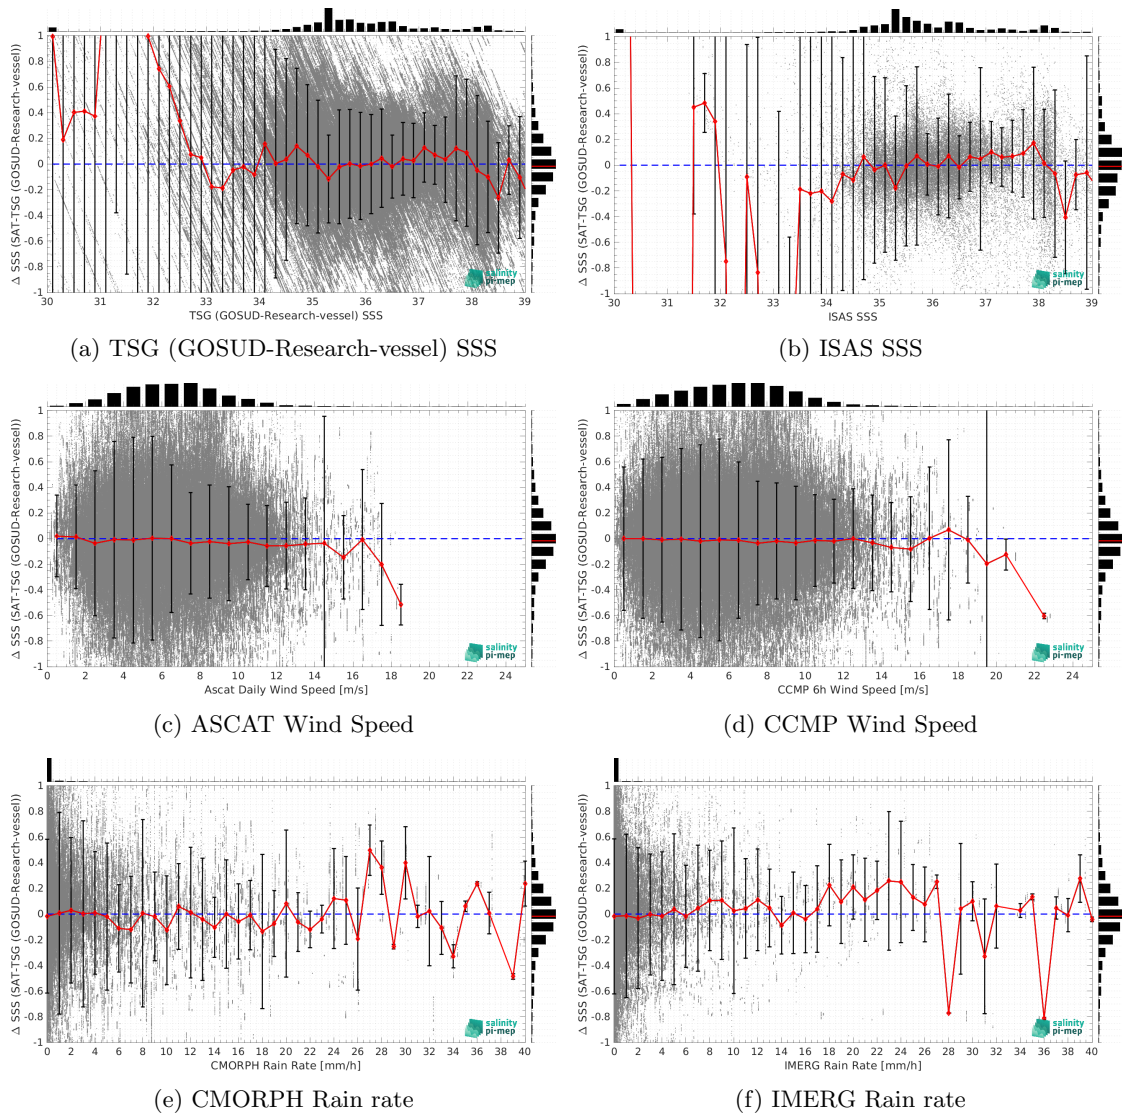 Δ SSS (SAT-TSG (GOSUD-Research-vessel))
1
0.8
0.6
0.4
0.2
0
-0.2
-0.4
-0.6
-0.8
-1
salinity
pi-mep
30 31 32 33 34 35 36 37 38 39
TSG (GOSUD-Research-vessel) SSS
(a) TSG (GOSUD-Research-vessel) SSS
Δ SSS (SAT-TSG (GOSUD-Research-vessel))
1
0.8
0.6
0.4
0.2
0
-0.2
-0.4
-0.6
-0.8
-1
salinity
pi-mep
30 31 32 33 34 35 36 37 38 39
ISAS SSS
(b) ISAS SSS
Δ SSS (SAT-TSG (GOSUD-Research-vessel))
1
0.8
0.6
0.4
0.2
0
-0.2
-0.4
-0.6
-0.8
-1
salinity
pi-mep
0 2 4 6 8 10 12 14 16 18 20 22 24
Ascat Daily Wind Speed [m/s]
(c) ASCAT Wind Speed
Δ SSS (SAT-TSG (GOSUD-Research-vessel))
1
0.8
0.6
0.4
0.2
0
-0.2
-0.4
-0.6
-0.8
-1
salinity
pi-mep
0 2 4 6 8 10 12 14 16 18 20 22 24
CCMP 6h Wind Speed [m/s]
(d) CCMP Wind Speed
Δ SSS (SAT-TSG (GOSUD-Research-vessel))
1
0.8
0.6
0.4
0.2
0
-0.2
-0.4
-0.6
-0.8
-1
salinity
pi-mep
0 2 4 6 8 10 12 14 16 18 20 22 24 26 28 30 32 34 36 38 40
CMORPH Rain Rate [mm/h]
(e) CMORPH Rain rate
Δ SSS (SAT-TSG (GOSUD-Research-vessel))
1
0.8
0.6
0.4
0.2
0
-0.2
-0.4
-0.6
-0.8
-1
salinity
pi-mep
0 2 4 6 8 10 12 14 16 18 20 22 24 26 28 30 32 34 36 38 40
IMERG Rain Rate [mm/h]
(f) IMERG Rain rate